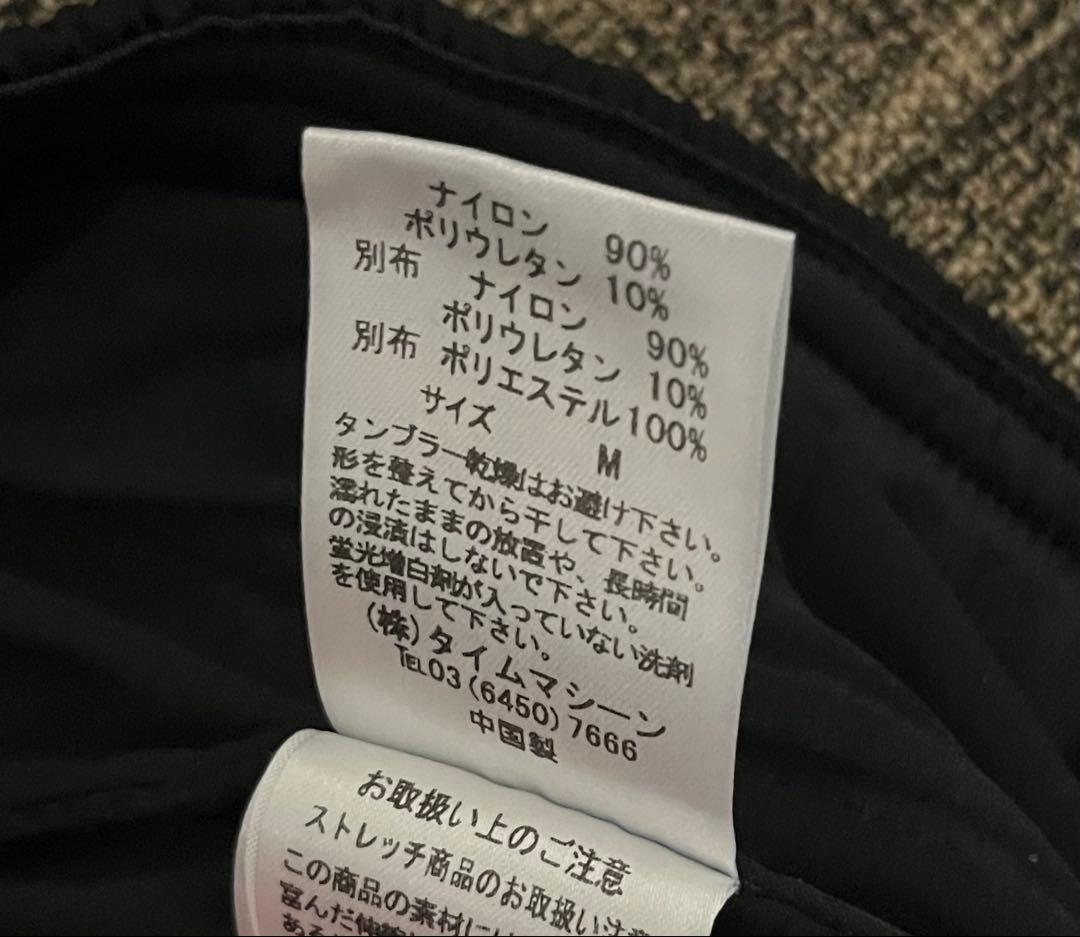 ナイロン 90%
ポリウレタン 10%
別布 ナイロン 90%
ポリウレタン 10%
別布 ポリエステル100%
サイズ M
タンブラー乾燥はお避け下さい。
形を整えてから干して下さい。
濡れたままの放置や、長時間
の浸漬はしないで下さい。
蛍光増白剤が入っていない洗剤
を使用して下さい。
(株)タイムマシーン
TEL03(6450)7666
中国製
お取扱い上のご注意
ストレッチ商品のお取扱い注
この商品の素材には
富んだ伸
ある